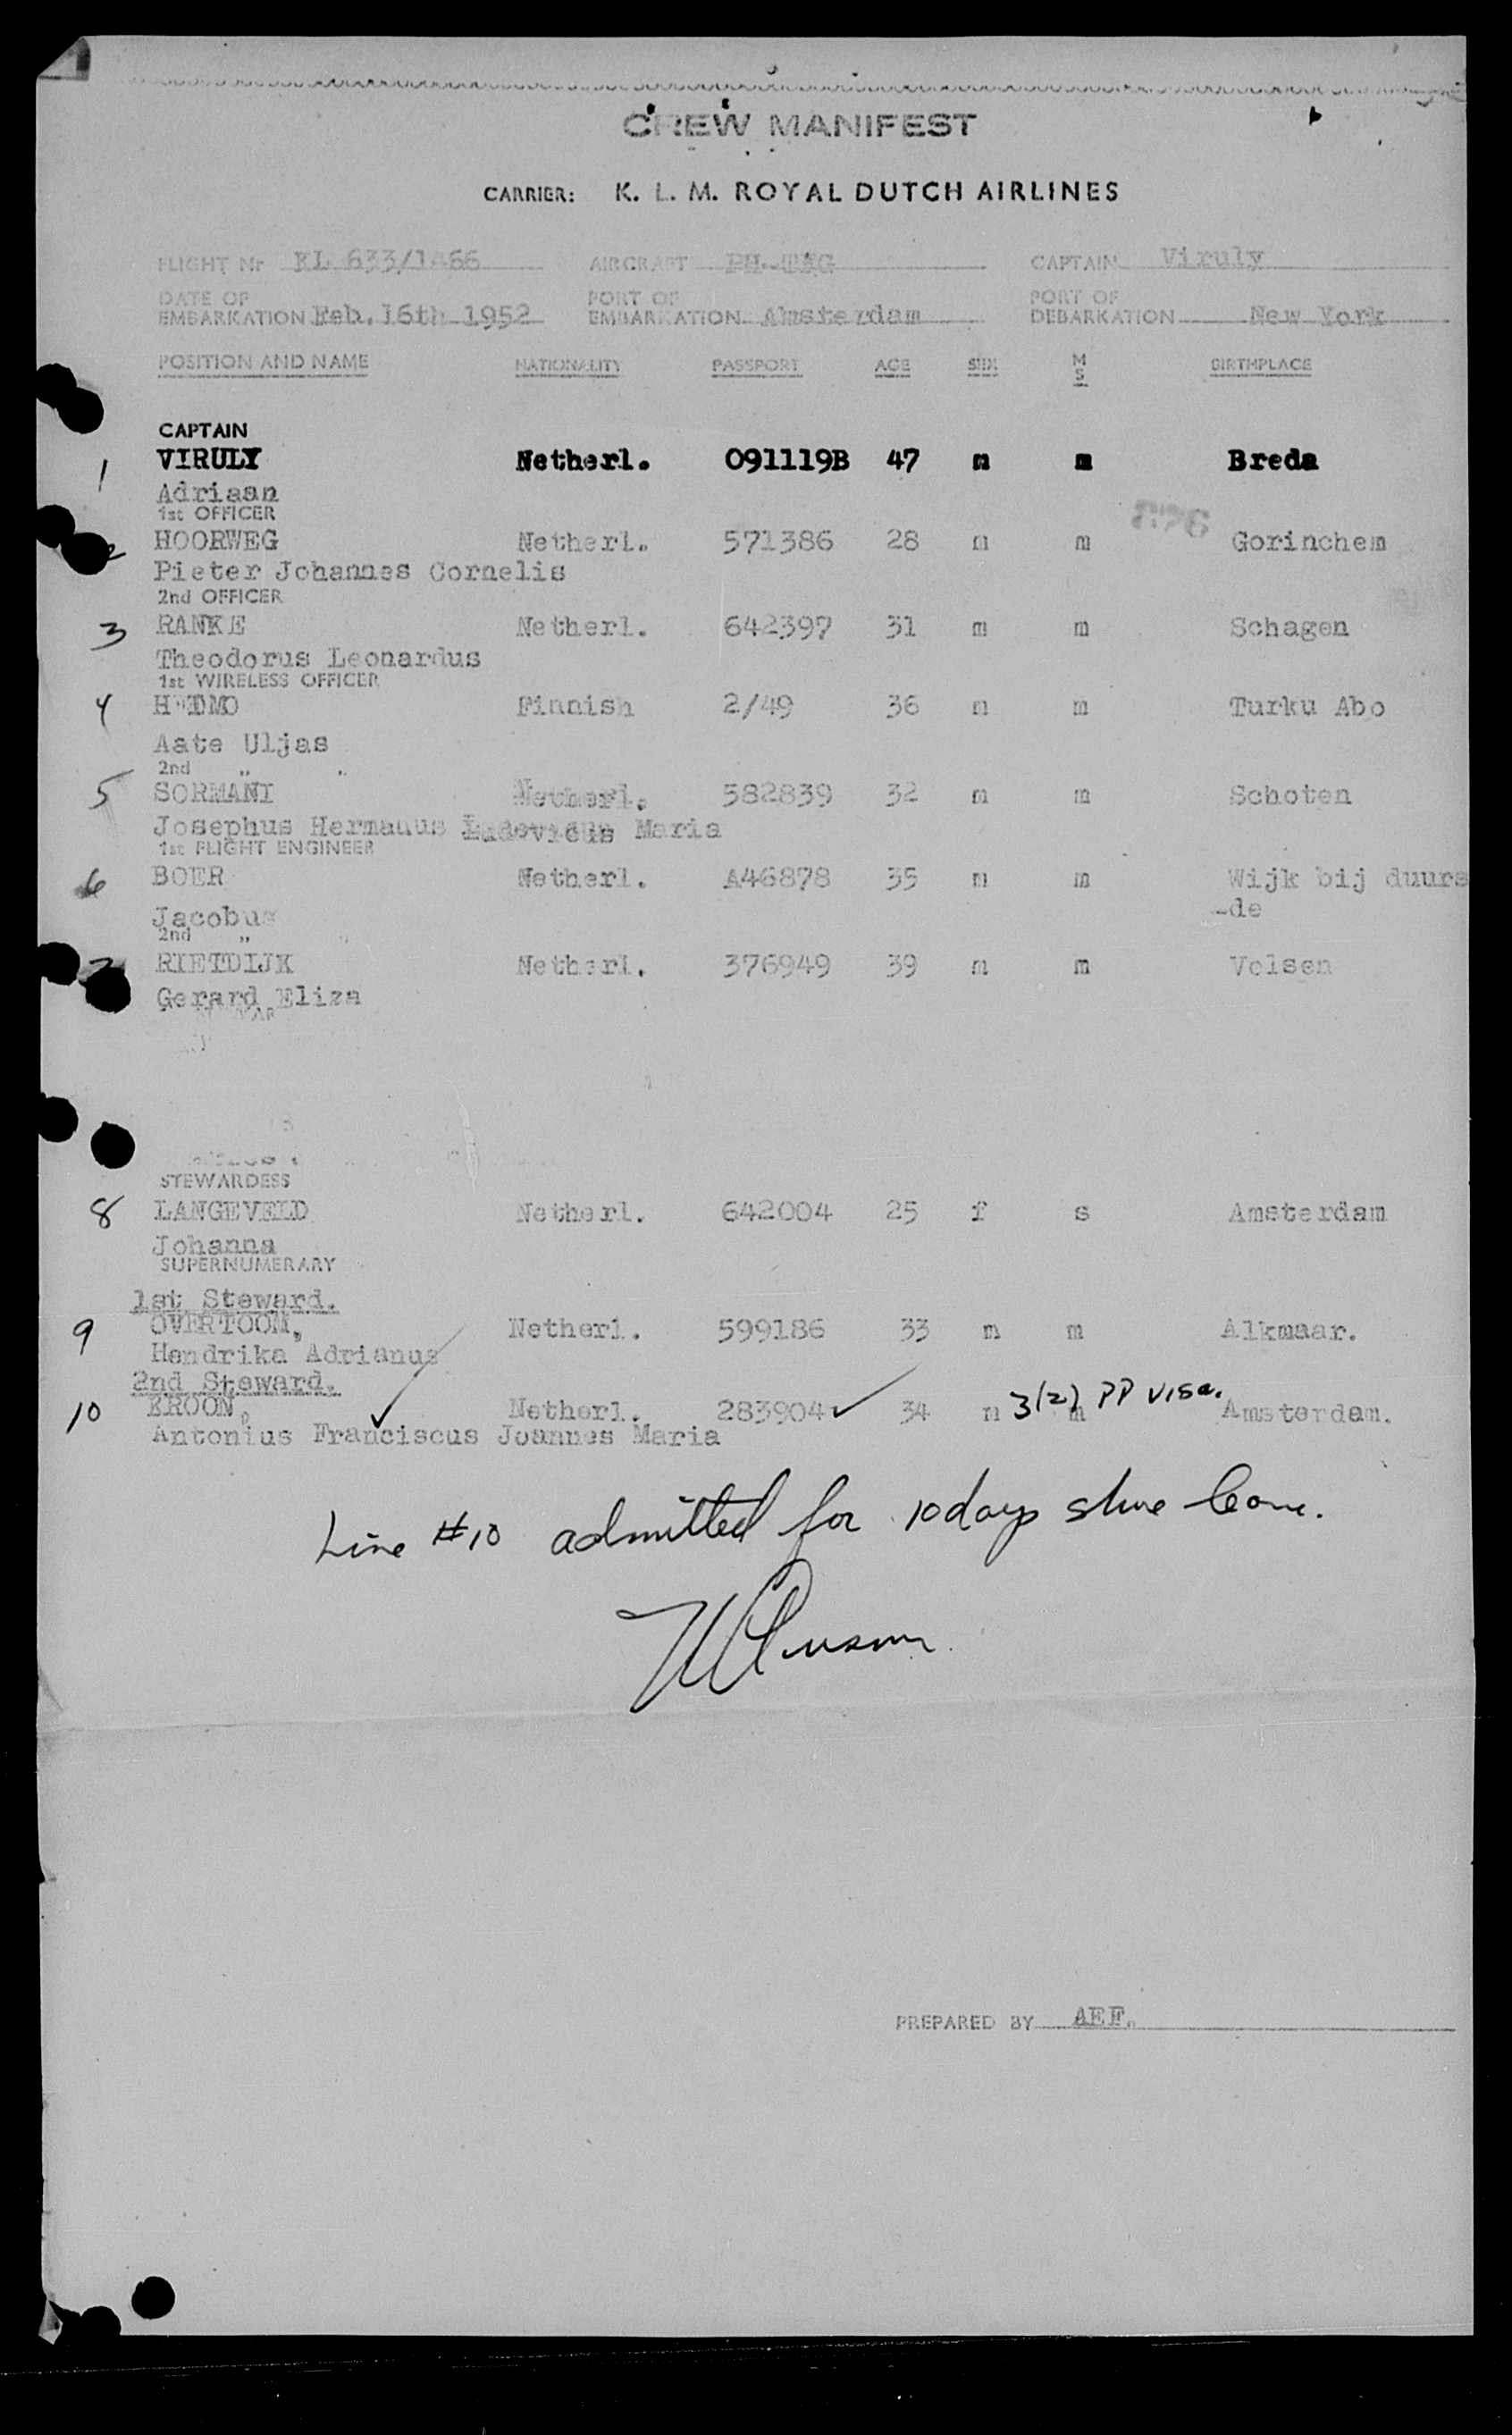 CREW MANIFEST
CARRIER: K. L. M. ROYAL DUTCH AIRLINES
FLIGHT Nr KL 633/1466 AIRCRAFT PH-TAG CAPTAIN Viruly
DATE OF PORT OF PORT OF
EMBARKATION Feb. 16th 1952 EMBARKATION Amsterdam DEBARKATION New York
POSITION AND NAME NATIONALITY PASSPORT AGE SEX M S BIRTHPLACE
CAPTAIN
1 VIRULY Netherl. 091119B 47 m m Breda
Adriaan
1st OFFICER
2 HOORWEG Netherl. 571386 28 m m Gorinchem
Pieter Johannes Cornelis
2nd OFFICER
3 RANKE Netherl. 642397 31 m m Schagen
Theodorus Leonardus
1st WIRELESS OFFICER
4 Finnish 2/49 36 m m Turku Abo
Aate Uljas
2nd " "
5 SORMANI Netherl. 582839 32 m m Schoten
Josephus Hermanus Ludovicus Maria
1st FLIGHT ENGINEER
6 BOER Netherl. A46878 35 m m Wijk bij duurs
-de
Jacobus
2nd " "
7 RIETDIJK Netherl. 376949 39 m m Velsen
Gerard Eliza
STEWARDESS
8 LANGEVELD Netherl. 642004 25 f s Amsterdam
Johanna
SUPERNUMERARY
1st Steward.
9 OVERTOOM, Netherl. 599186 33 m m Alkmaar.
Hendrika Adrianus
2nd Steward.
10 KROON, Netherl. 283904 34 m 3(2) PP visa. m Amsterdam.
Antonius Franciscus Joannes Maria
Line #10 admitted for 10 days shore leave.
PREPARED BY AEF.